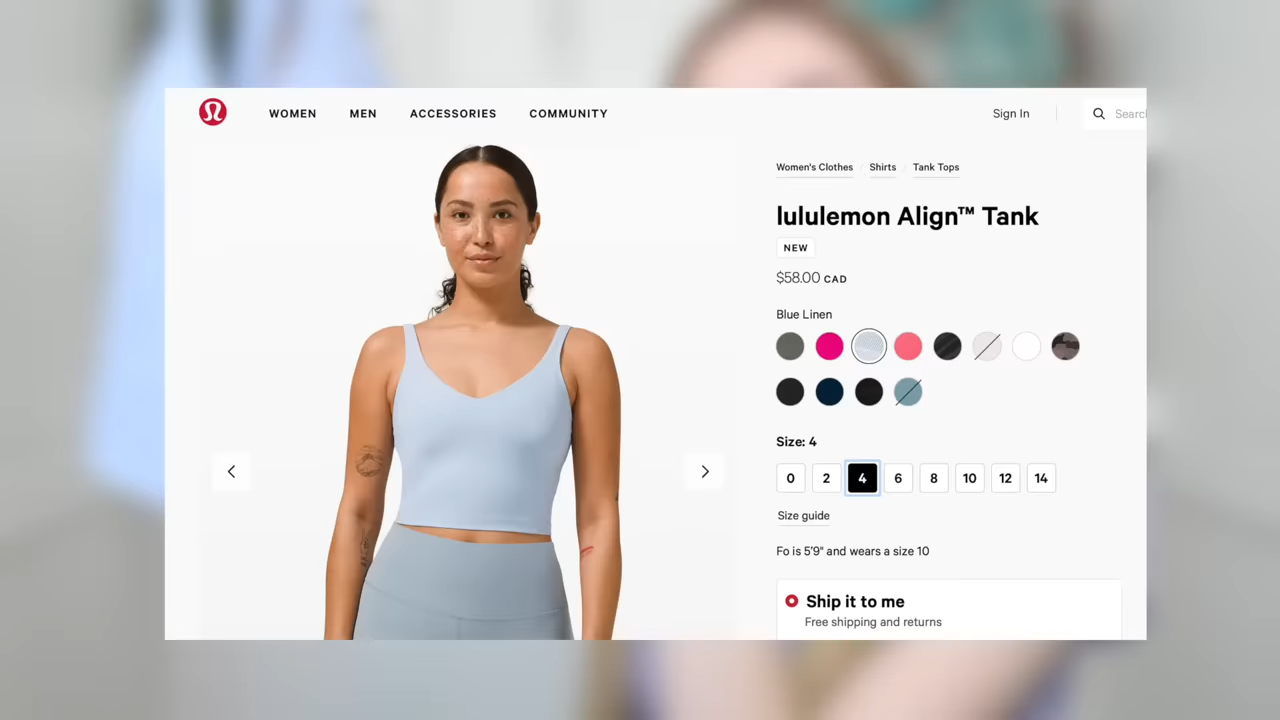 WOMEN MEN ACCESSORIES COMMUNITY Sign In
Women's Clothes / Shirts / Tank Tops
lululemon Align™ Tank
NEW
$58.00 CAD
Blue Linen
Size: 4
0 2 4 6 8 10 12 14
Size guide
Fo is 5'9" and wears a size 10
Ship it to me
Free shipping and returns